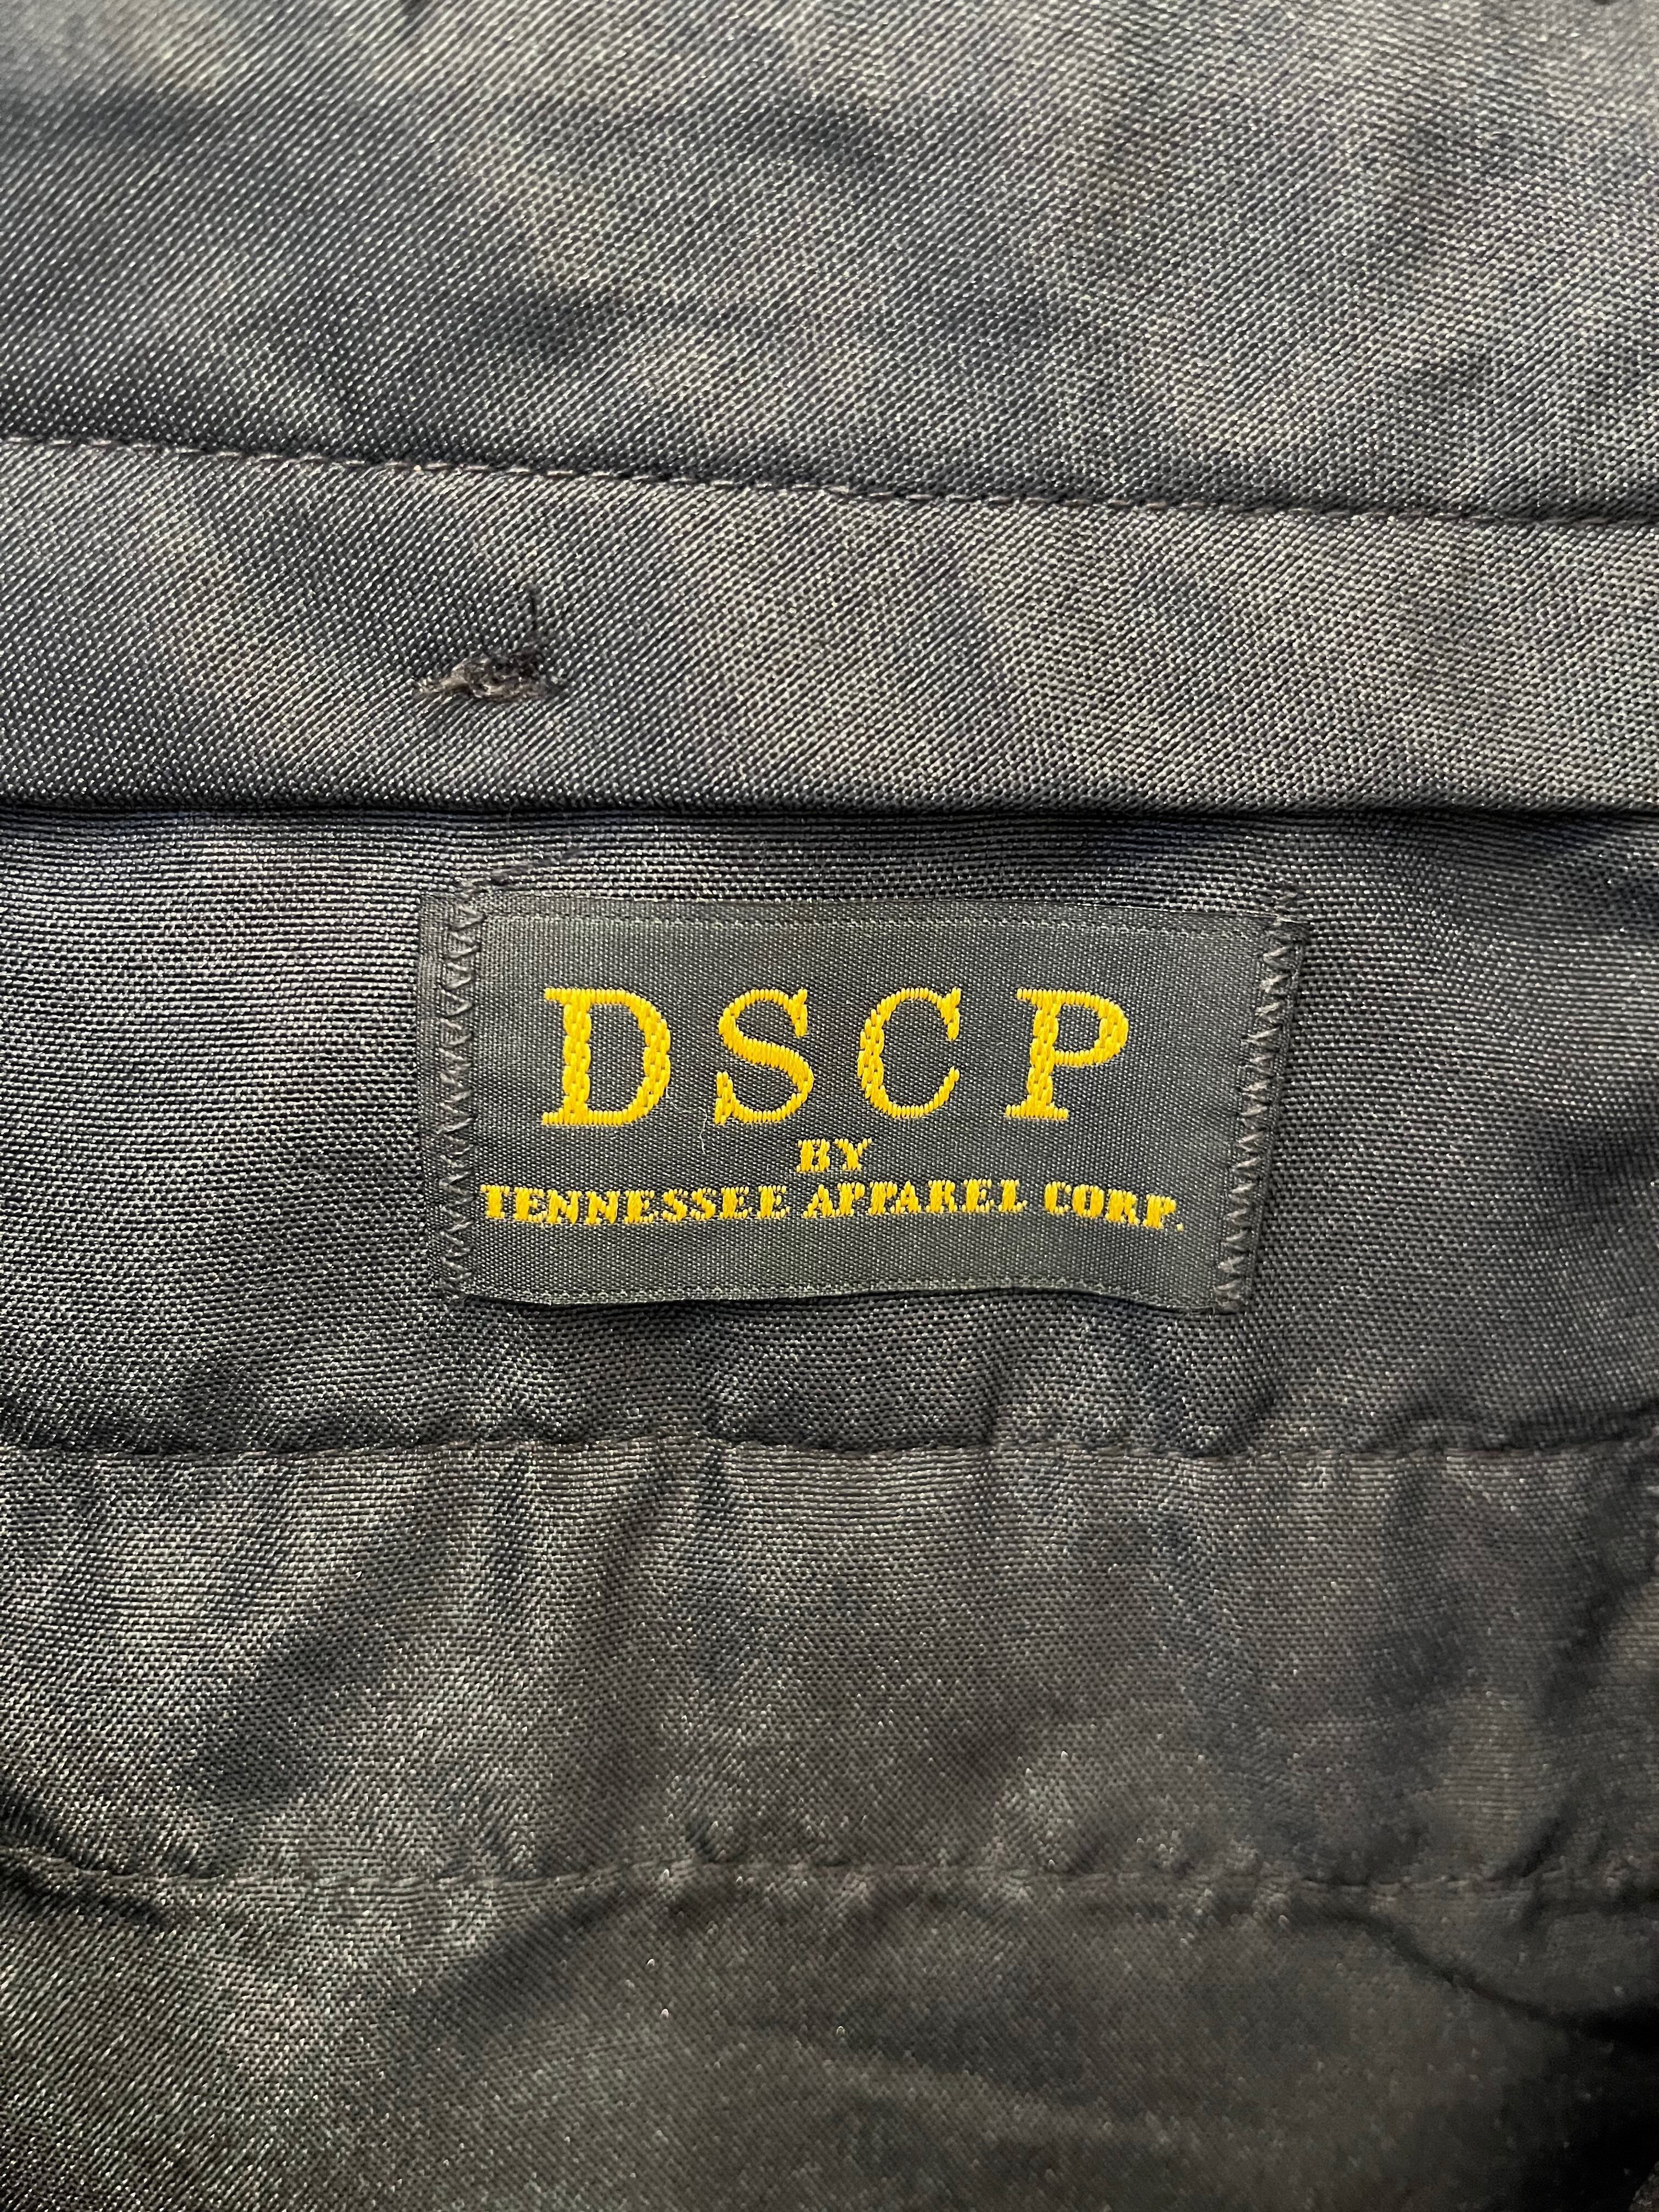 DSCP
BY
TENNESSEE APPAREL CORP.